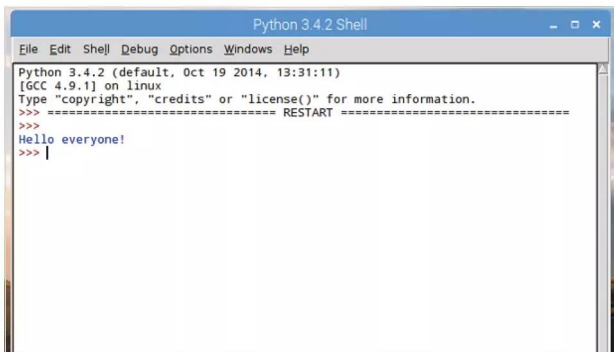 Python 3.4.2 Shell
File Edit Shell Debug Options Windows Help
Python 3.4.2 (default, Oct 19 2014, 13:31:11)
[GCC 4.9.1] on linux
Type "copyright", "credits" or "license()" for more information.
>>> ================================ RESTART ================================
>>>
Hello everyone!
>>>